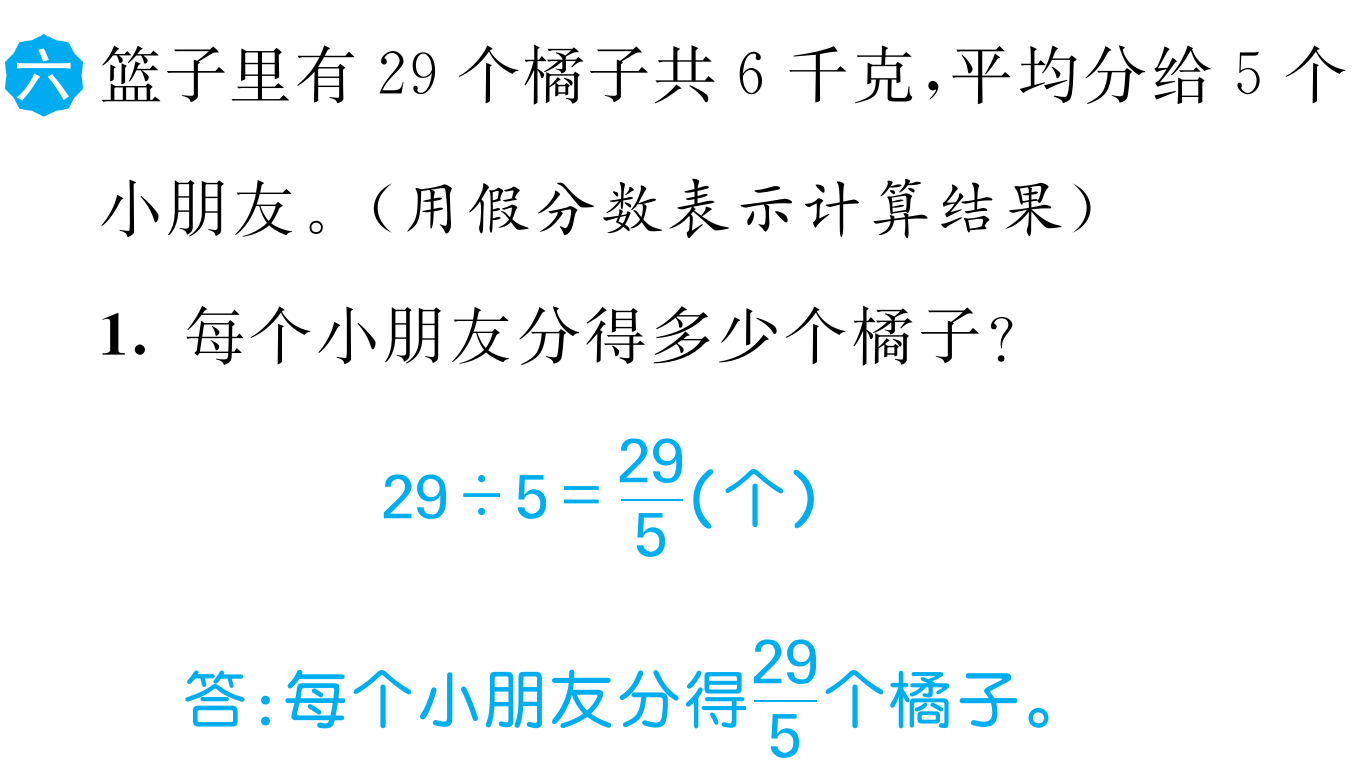 六 篮子里有 29 个橘子共 6 千克,平均分给 5 个
小朋友。(用假分数表示计算结果)
1. 每个小朋友分得多少个橘子?
29÷5=29/5(个)
答:每个小朋友分得29/5个橘子。